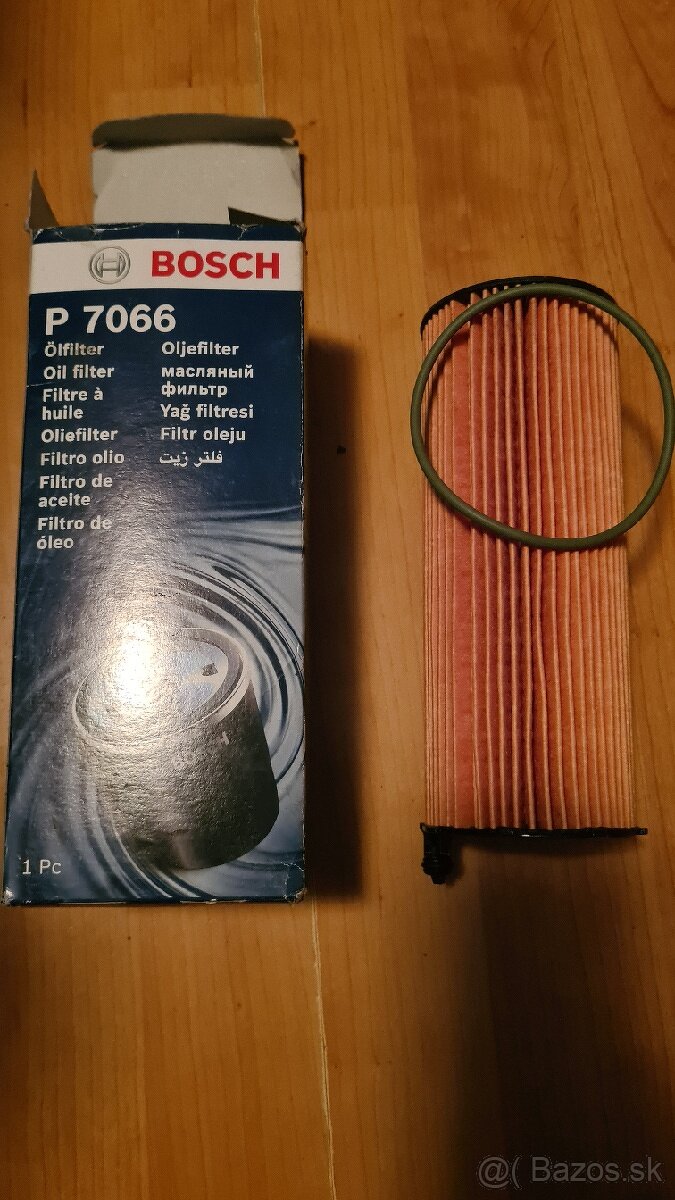 BOSCH
P 7066
Ölfilter
Oil filter
Filtre à
huile
Oliefilter
Filtro olio
Filtro de
aceite
Filtro de
óleo
Oljefilter
масляный
фильтр
Yağ filtresi
Filtr oleju
فلتر زيت
1 Pc
@( Bazos.sk